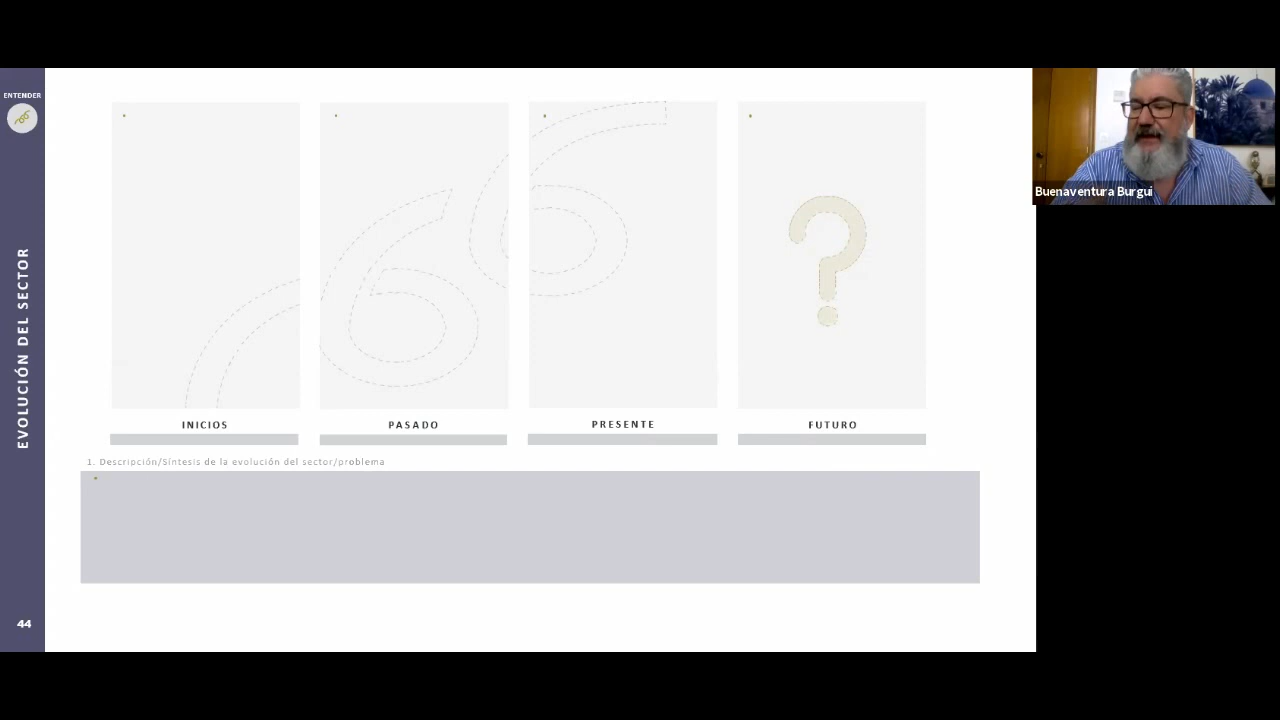 ENTENDER
EVOLUCIÓN DEL SECTOR
INICIOS
PASADO
PRESENTE
FUTURO
1. Descripción/Síntesis de la evolución del sector/problema
44
Buenaventura Burgui